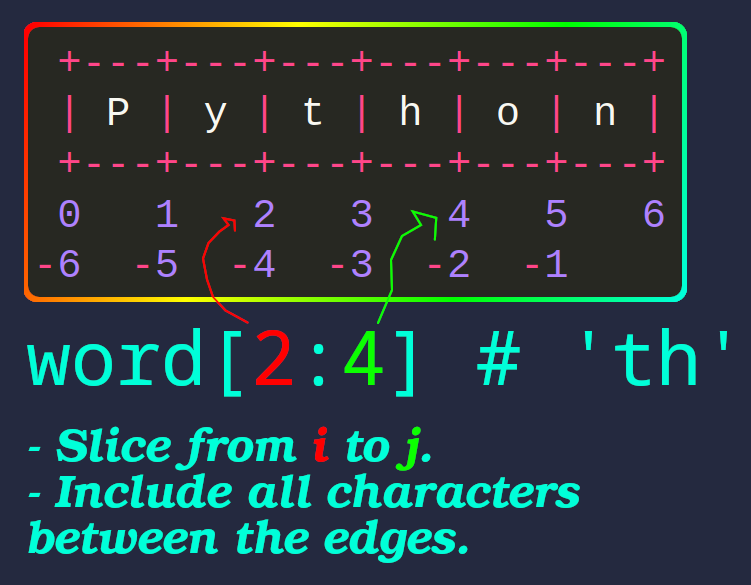 +---+---+---+---+---+---+
| P | y | t | h | o | n |
+---+---+---+---+---+---+
0 1 2 3 4 5 6
-6 -5 -4 -3 -2 -1
word[2:4] # 'th'
- Slice from i to j.
- Include all characters
between the edges.